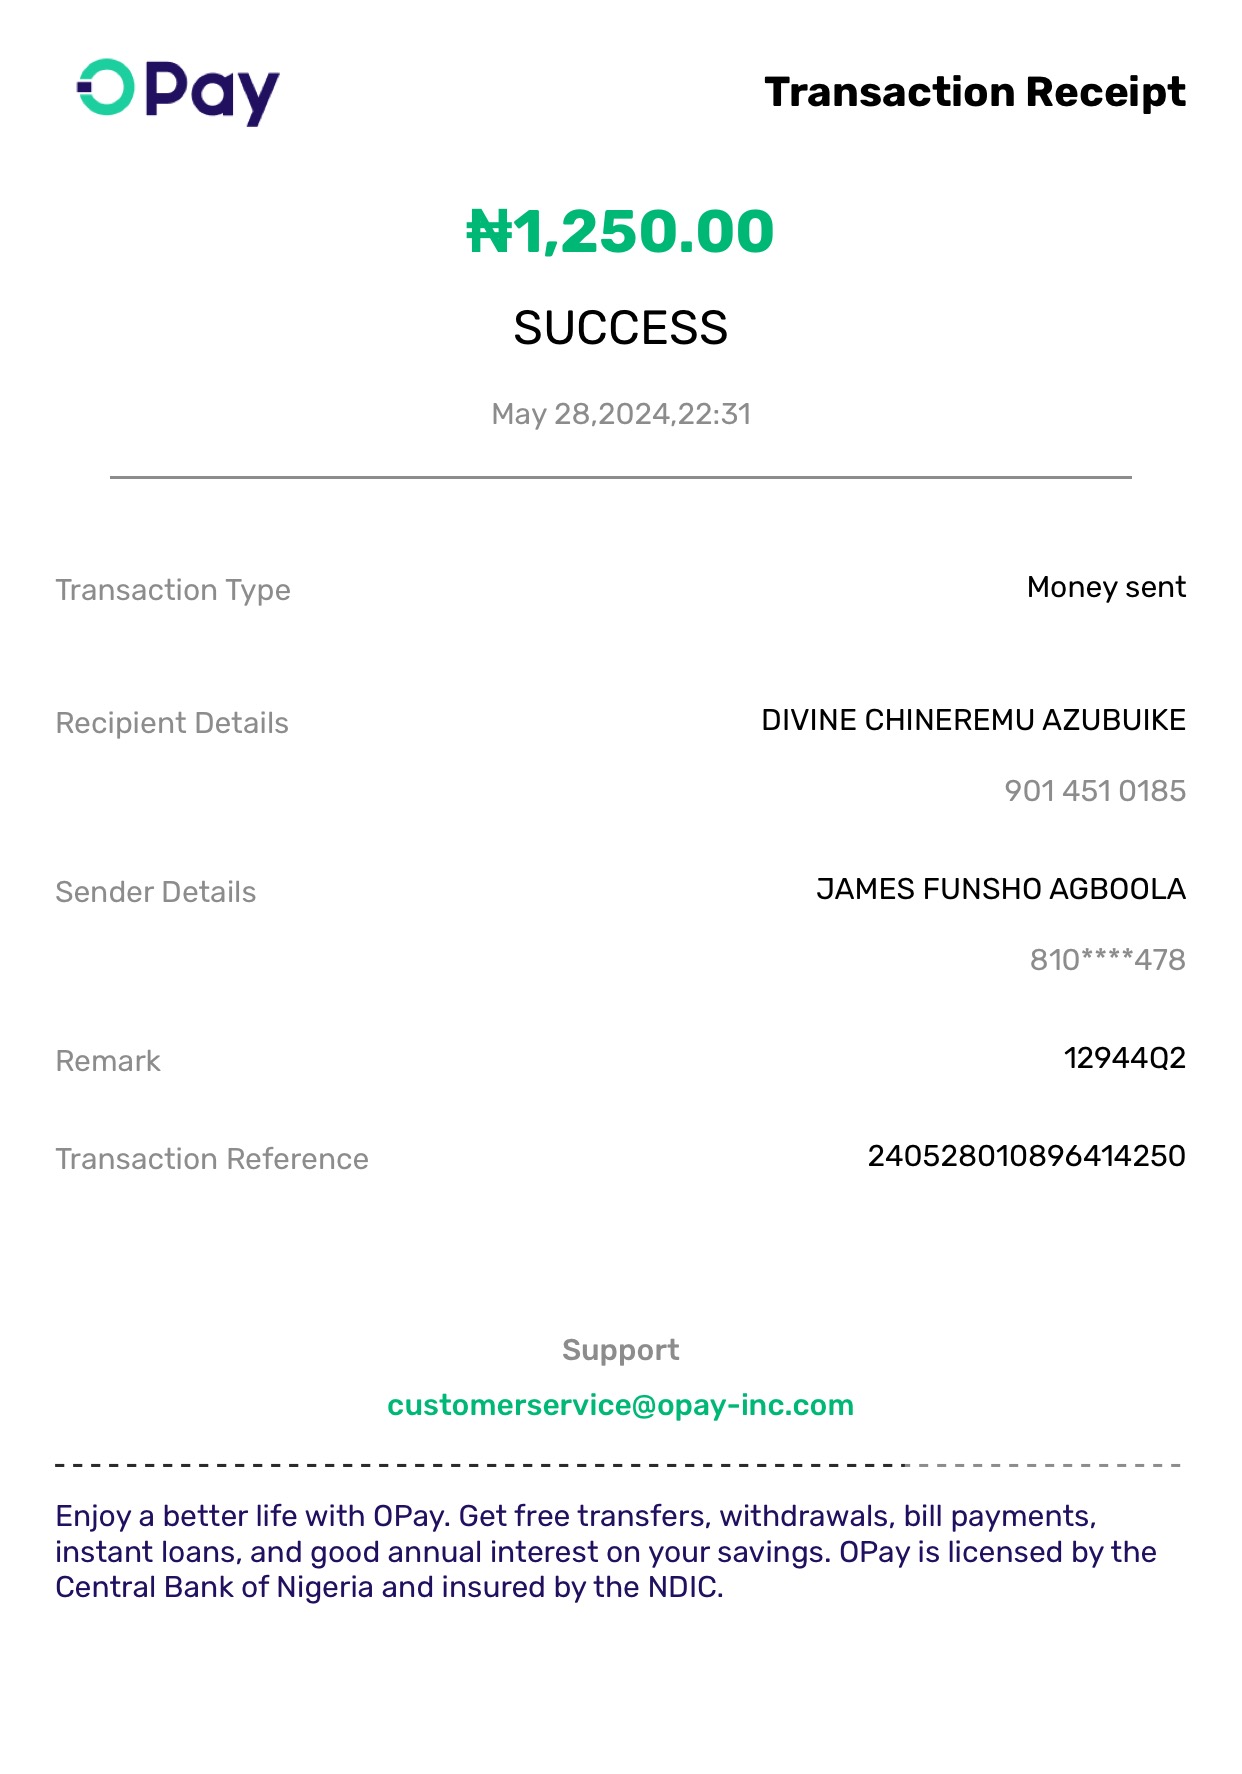 OPay
Transaction Receipt
₦1,250.00
SUCCESS
May 28,2024,22:31
Transaction Type
Money sent
Recipient Details
DIVINE CHINEREMU AZUBUIKE
901 451 0185
Sender Details
JAMES FUNSHO AGBOOLA
810****478
Remark
12944Q2
Transaction Reference
240528010896414250
Support
customerservice@opay-inc.com
Enjoy a better life with OPay. Get free transfers, withdrawals, bill payments,
instant loans, and good annual interest on your savings. OPay is licensed by the
Central Bank of Nigeria and insured by the NDIC.